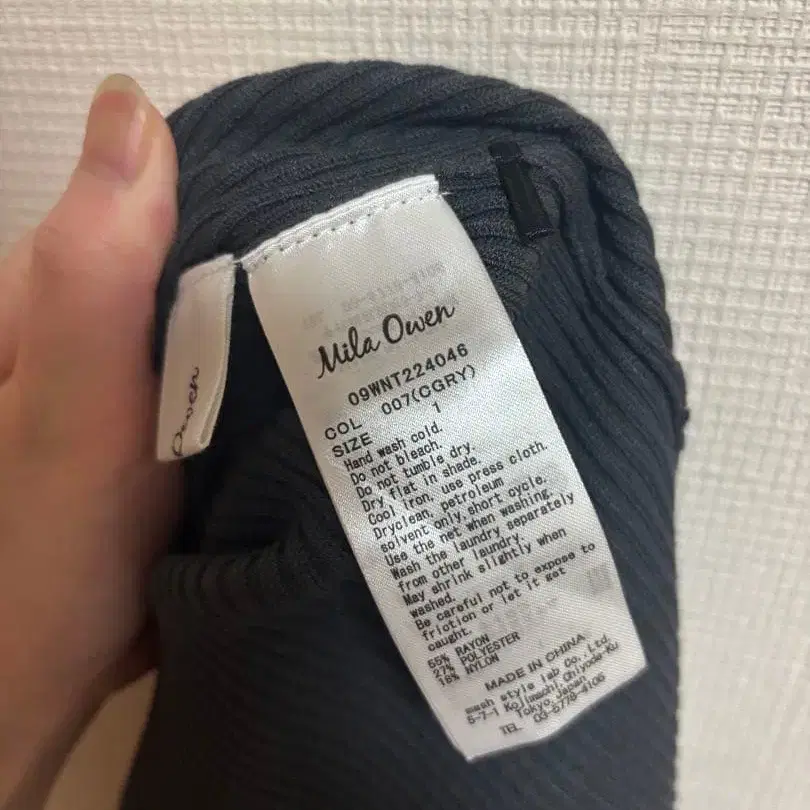 Owen
Mila Owen
09WNT224046
COL 007(CGRY)
SIZE 1
Hand wash cold.
Do not bleach.
Do not tumble dry.
Dry flat in shade.
Cool iron, use press cloth.
Dryclean, petroleum
solvent only, short cycle.
Use the net when washing.
Wash the laundry separately
from other laundry.
May shrink slightly when
washed.
Be careful not to expose to
friction or let it get
caught.
RAYON
27% POLYESTER
NYLON
MADE IN CHINA
mash style lab Co., Ltd.
5-7-1 Kojimachi,Chiyoda-Ku
Tokyo, Japan
TEL 03-6778-4106